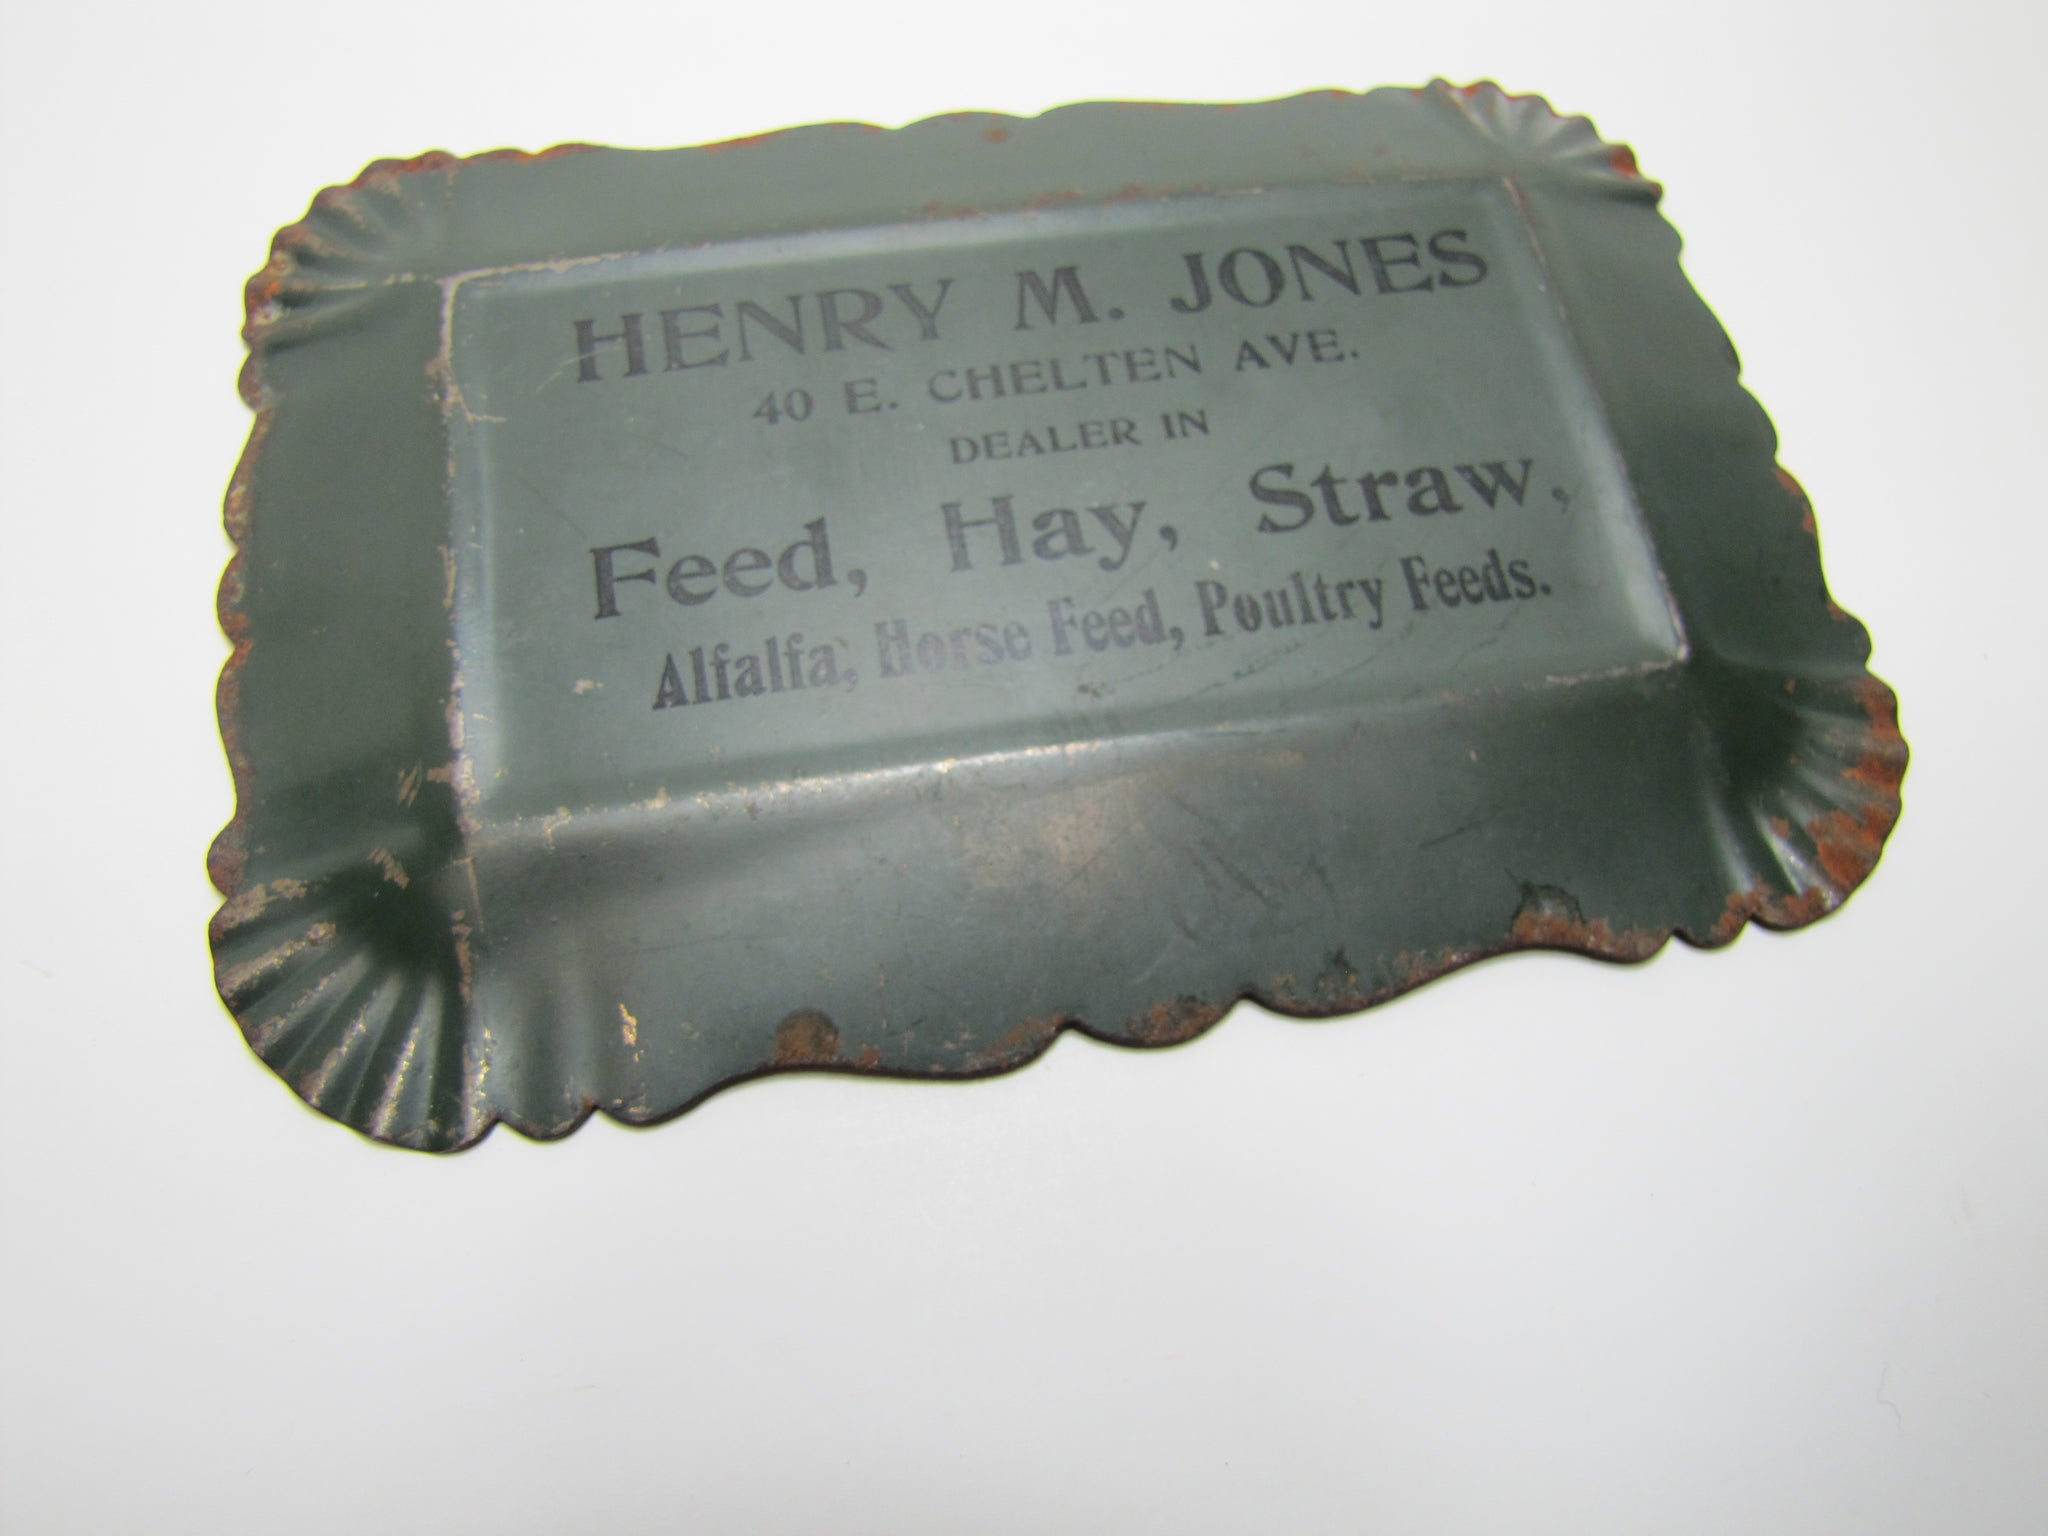 HENRY M. JONES
40 E. CHELTEN AVE.
DEALER IN
Feed, Hay, Straw,
Alfalfa, Horse Feed, Poultry Feeds.